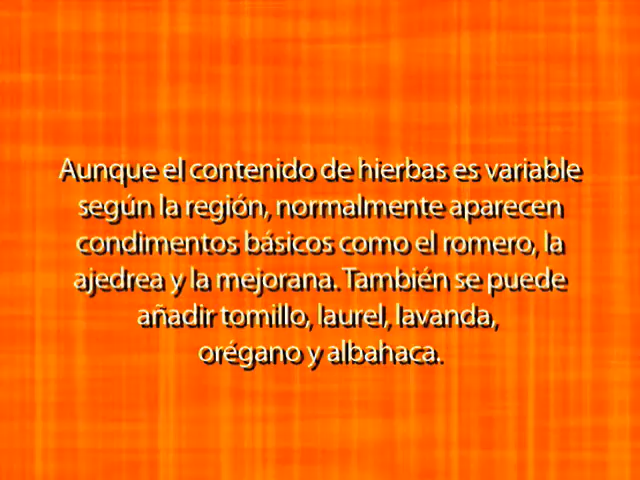 Aunque el contenido de hierbas es variable
según la región, normalmente aparecen
condimentos básicos como el romero, la
ajedrea y la mejorana. También se puede
añadir tomillo, laurel, lavanda,
orégano y albahaca.